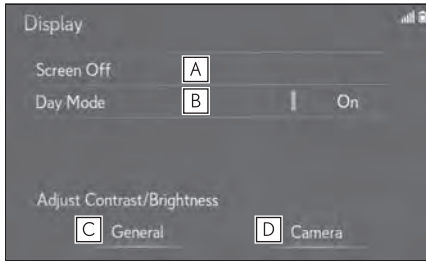 Display
Screen Off A
Day Mode B On
Adjust Contrast/Brightness
C General D Camera